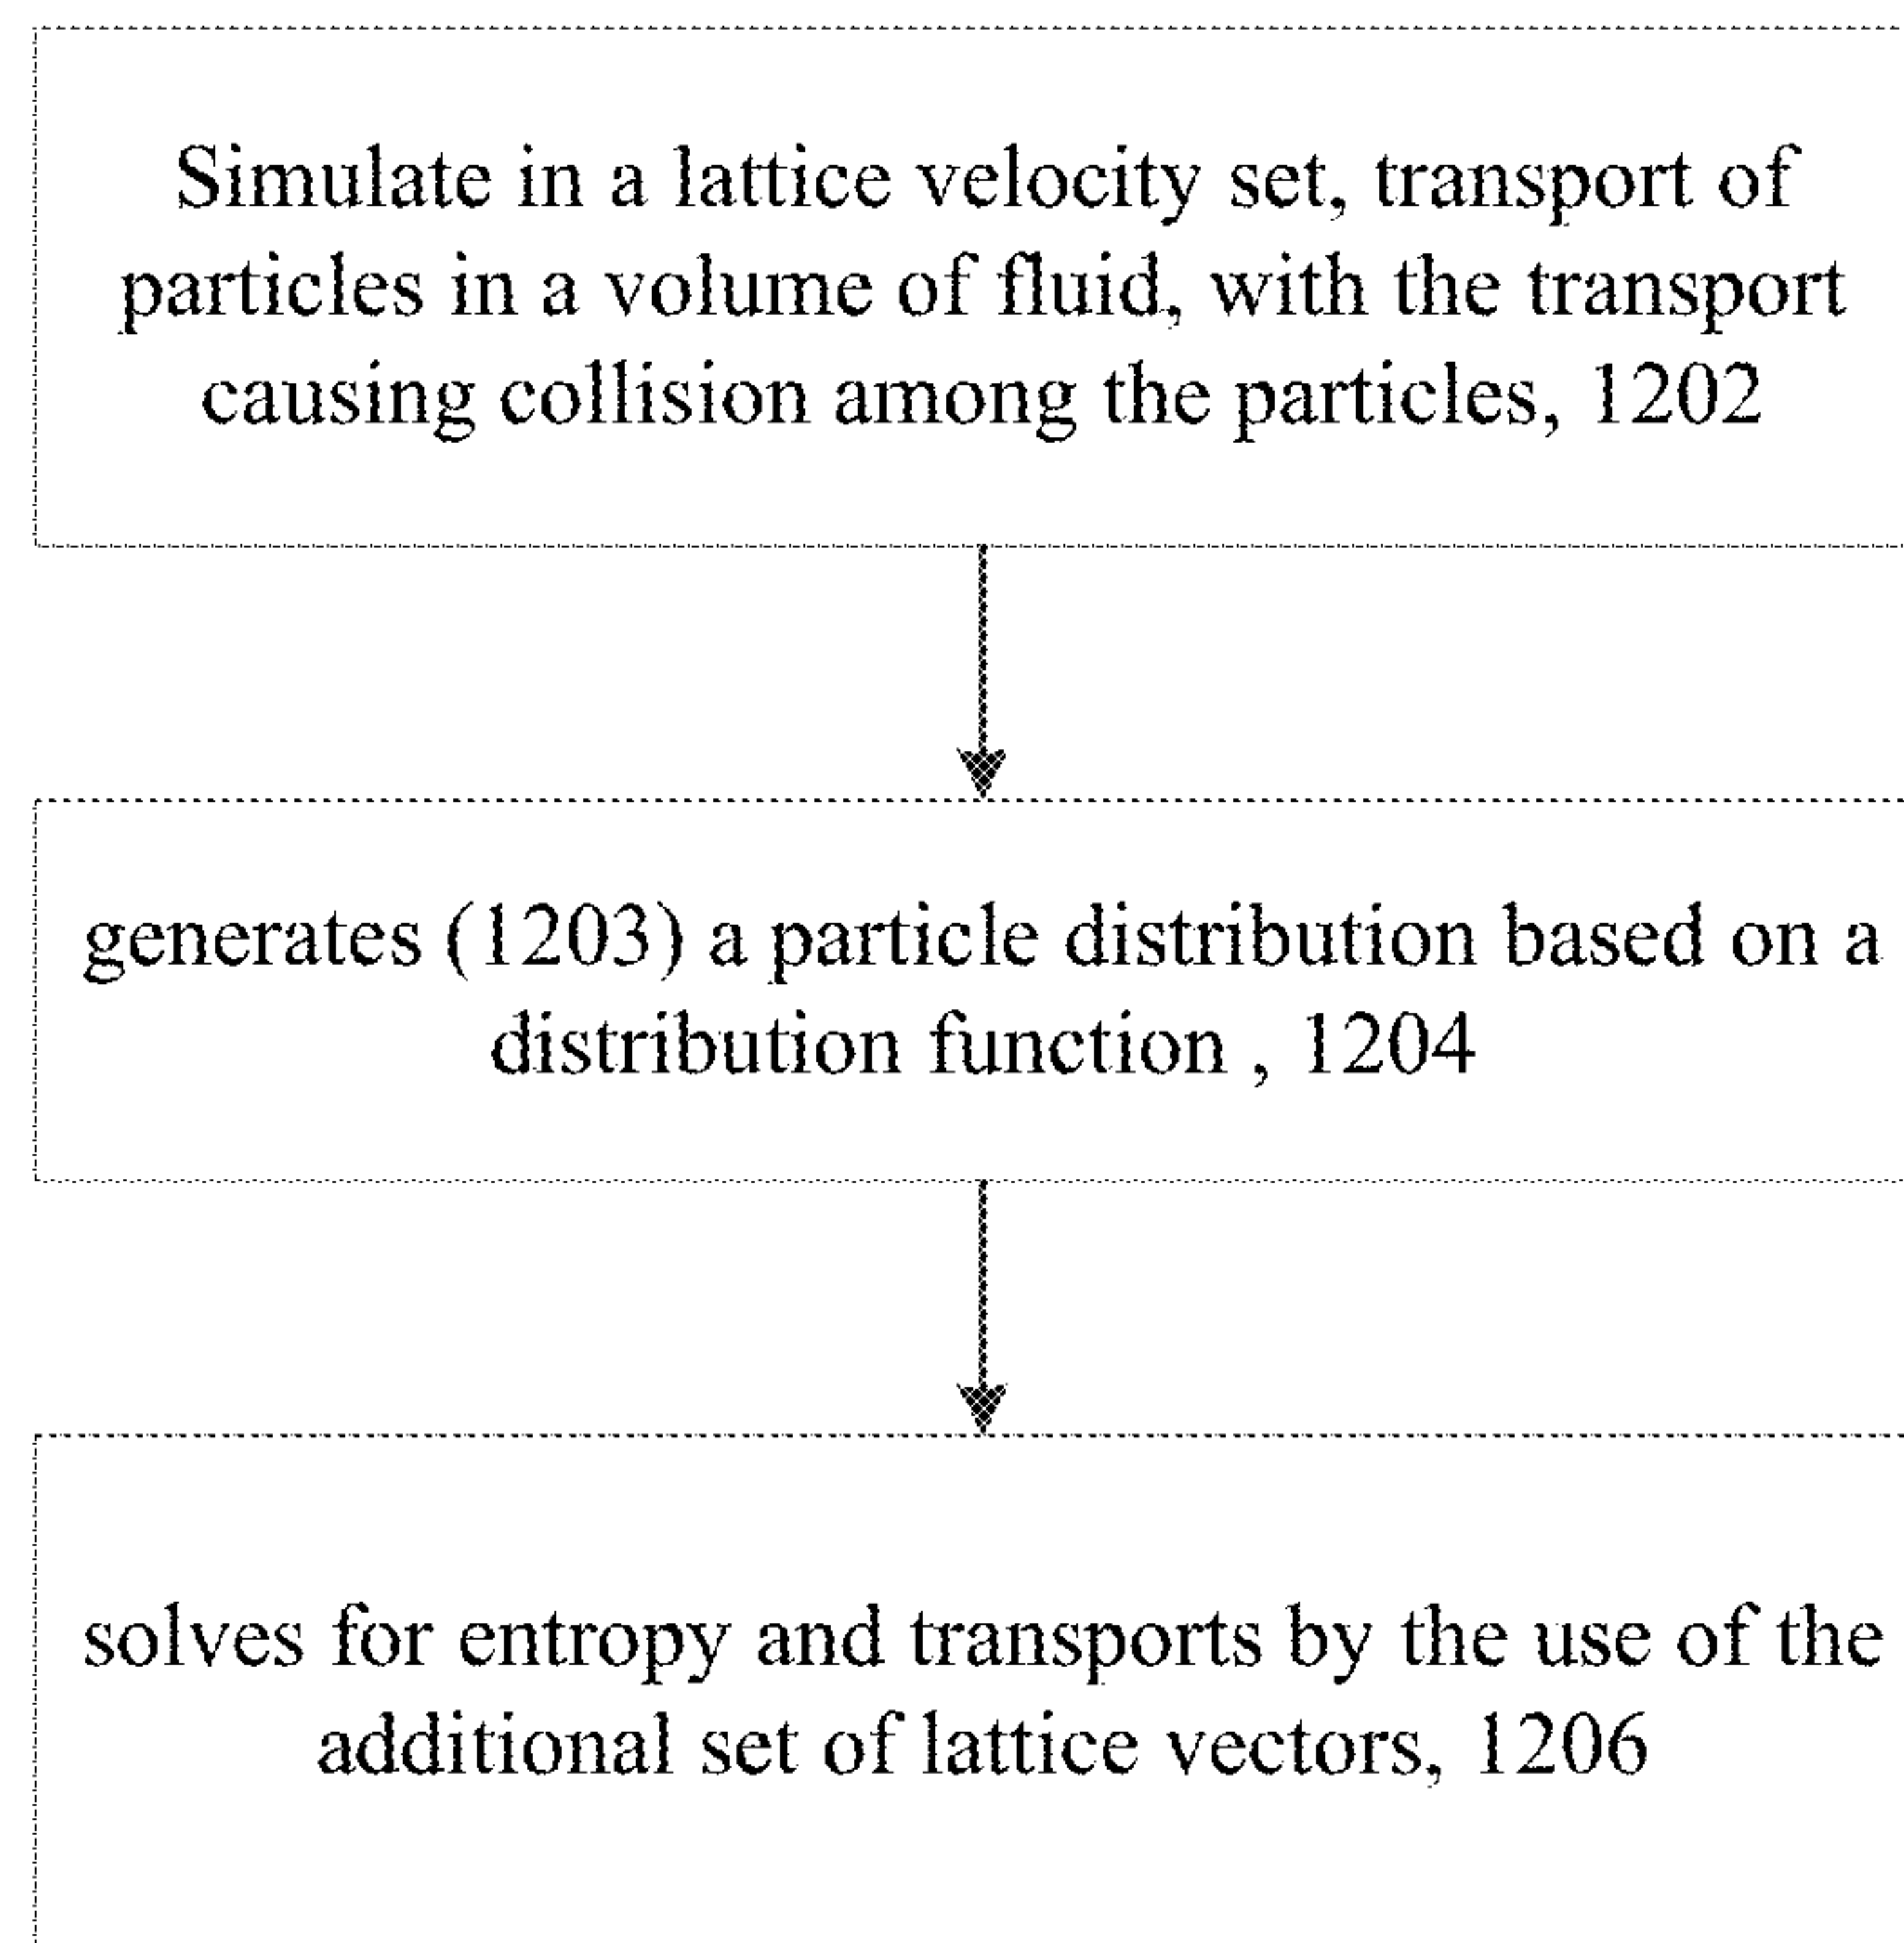 Simulate in a lattice velocity set, transport of
particles in a volume of fluid, with the transport
causing collision among the particles, 1202
generates (1203) a particle distribution based on a
distribution function , 1204
solves for entropy and transports by the use of the
additional set of lattice vectors, 1206